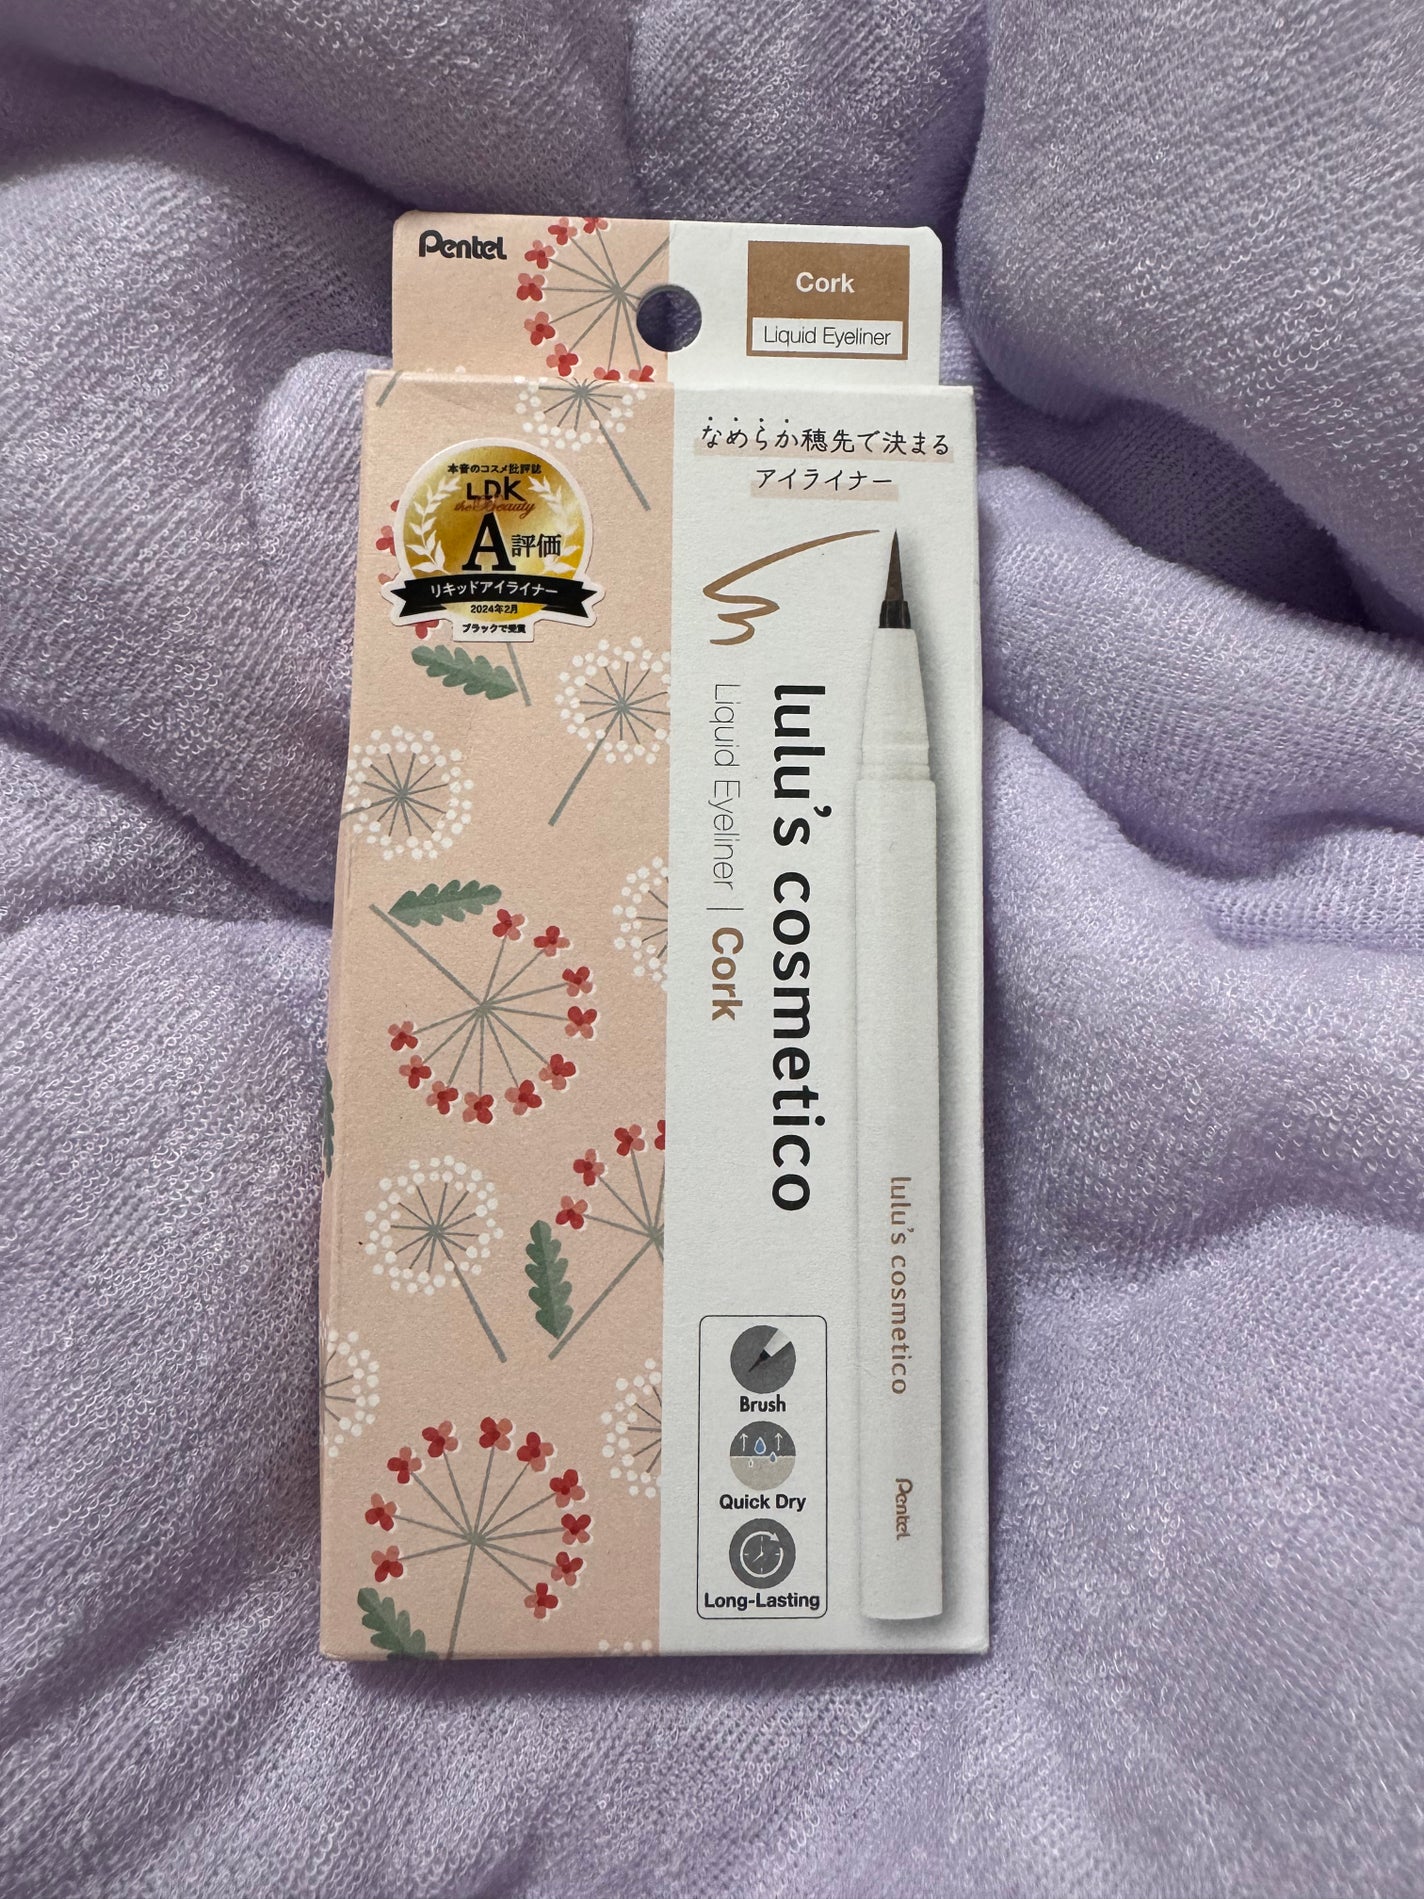 Pentel
Cork
Liquid Eyeliner
なめらか穂先で決まる
アイライナー
本音のコスメ批評誌
LDK
the Beauty
A評価
リキッドアイライナー
2024年2月
ブラックで受賞
lulu's cosmetico
Liquid Eyeliner | Cork
lulu's cosmetico
Pentel
Brush
Quick Dry
Long-Lasting